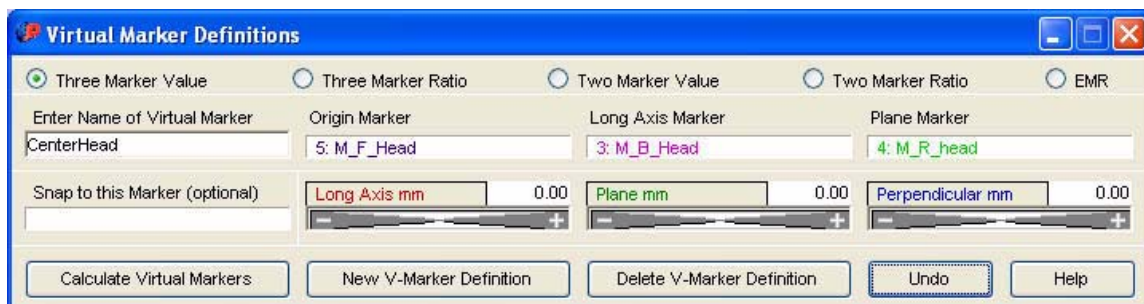 Virtual Marker Definitions
Three Marker Value Three Marker Ratio Two Marker Value Two Marker Ratio EMR
Enter Name of Virtual Marker Origin Marker Long Axis Marker Plane Marker
CenterHead 5: M_F_Head 3: M_B_Head 4: M_R_head
Snap to this Marker (optional) Long Axis mm 0.00 Plane mm 0.00 Perpendicular mm 0.00
Calculate Virtual Markers New V-Marker Definition Delete V-Marker Definition Undo Help